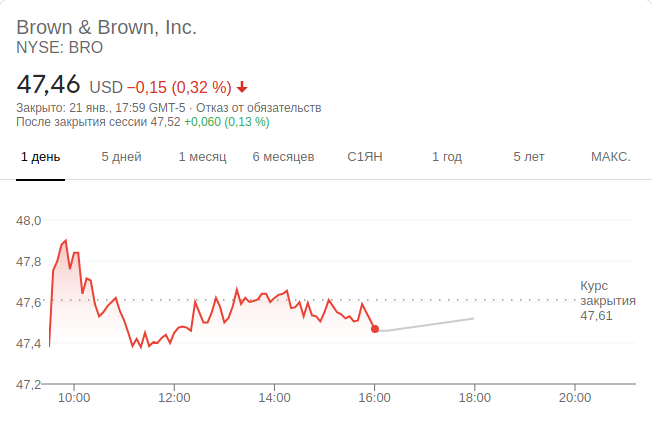 Brown & Brown, Inc.
NYSE: BRO
47,46 USD −0,15 (0,32 %)
Закрыто: 21 янв., 17:59 GMT-5 · Отказ от обязательств
После закрытия сессии 47,52 +0,060 (0,13 %)
1 день 5 дней 1 месяц 6 месяцев С1ЯН 1 год 5 лет МАКС.
48,0
47,8
47,6
47,4
47,2
Курс
закрытия
47,61
10:00 12:00 14:00 16:00 18:00 20:00